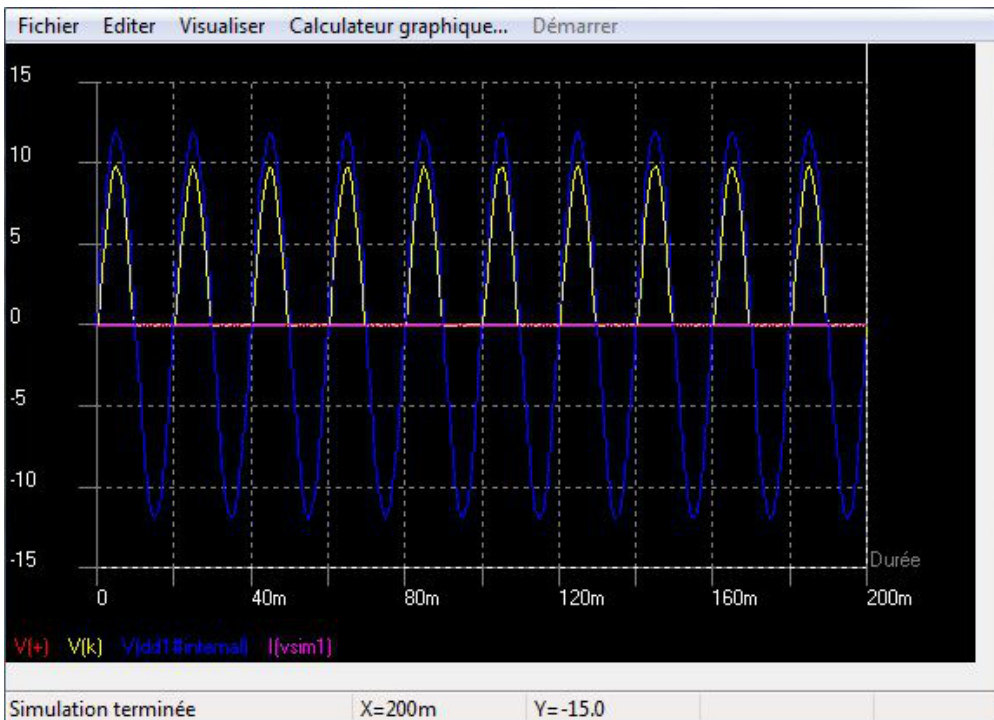 Fichier Editer Visualiser Calculateur graphique... Démarrer
15
10
5
0
-5
-10
-15
Durée
0 40m 80m 120m 160m 200m
V(+) V(k) V(dd1#internal) I(vsim1)
Simulation terminée X=200m Y=-15.0